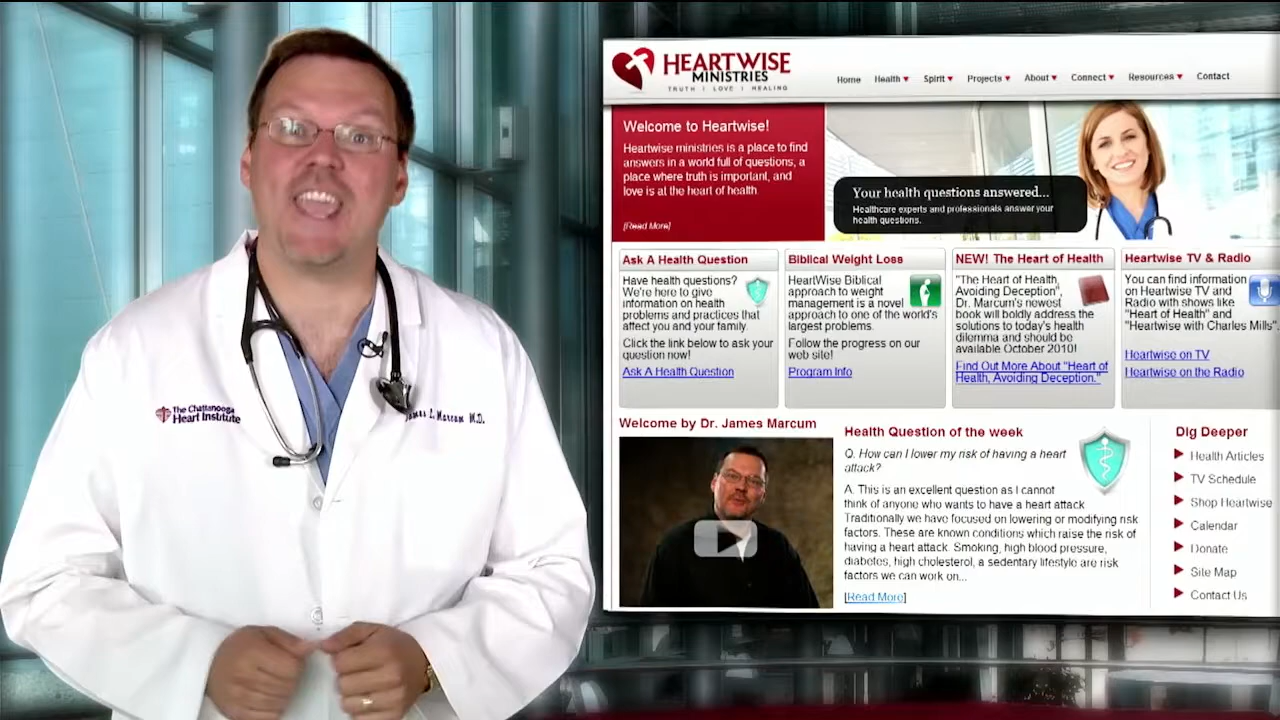 HEARTWISE
MINISTRIES
TRUTH | LOVE | HEALING
Home Health Spirit Projects About Connect Resources Contact
Welcome to Heartwise!
Heartwise ministries is a place to find
answers in a world full of questions, a
place where truth is important, and
love is at the heart of health.
[Read More]
Your health questions answered...
Healthcare experts and professionals answer your
health questions.
Ask A Health Question
Have health questions?
We're here to give
information on health
problems and practices that
affect you and your family.
Click the link below to ask your
question now!
Ask A Health Question
Biblical Weight Loss
HeartWise Biblical
approach to weight
management is a novel
approach to one of the world's
largest problems.
Follow the progress on our
web site!
Program Info
NEW! The Heart of Health
"The Heart of Health,
Avoiding Deception",
Dr. Marcum's newest
book will boldly address the
solutions to today's health
dilemma and should be
available October 2010!
Find Out More About "Heart of
Health, Avoiding Deception."
Heartwise TV & Radio
You can find information
on Heartwise TV and
Radio with shows like
"Heart of Health" and
"Heartwise with Charles Mills".
Heartwise on TV
Heartwise on the Radio
The Chattanooga
Heart Institute
James L. Marcum M.D.
Welcome by Dr. James Marcum
Health Question of the week
Q. How can I lower my risk of having a heart
attack?
A. This is an excellent question as I cannot
think of anyone who wants to have a heart attack
Traditionally we have focused on lowering or modifying risk
factors. These are known conditions which raise the risk of
having a heart attack. Smoking, high blood pressure,
diabetes, high cholesterol, a sedentary lifestyle are risk
factors we can work on...
[Read More]
Dig Deeper
Health Articles
TV Schedule
Shop Heartwise
Calendar
Donate
Site Map
Contact Us